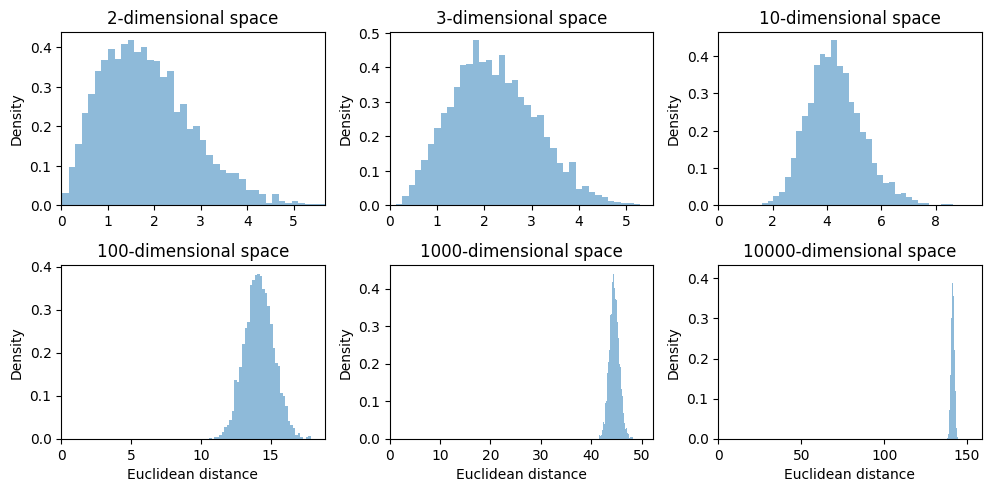 2-dimensional space
3-dimensional space
10-dimensional space
Density
0.4
0.3
0.2
0.1
0.0
0 1 2 3 4 5
Density
0.5
0.4
0.3
0.2
0.1
0.0
0 1 2 3 4 5
Density
0.4
0.3
0.2
0.1
0.0
0 2 4 6 8
100-dimensional space
1000-dimensional space
10000-dimensional space
Density
0.4
0.3
0.2
0.1
0.0
0 5 10 15
Euclidean distance
Density
0.4
0.3
0.2
0.1
0.0
0 10 20 30 40 50
Euclidean distance
Density
0.4
0.3
0.2
0.1
0.0
0 50 100 150
Euclidean distance